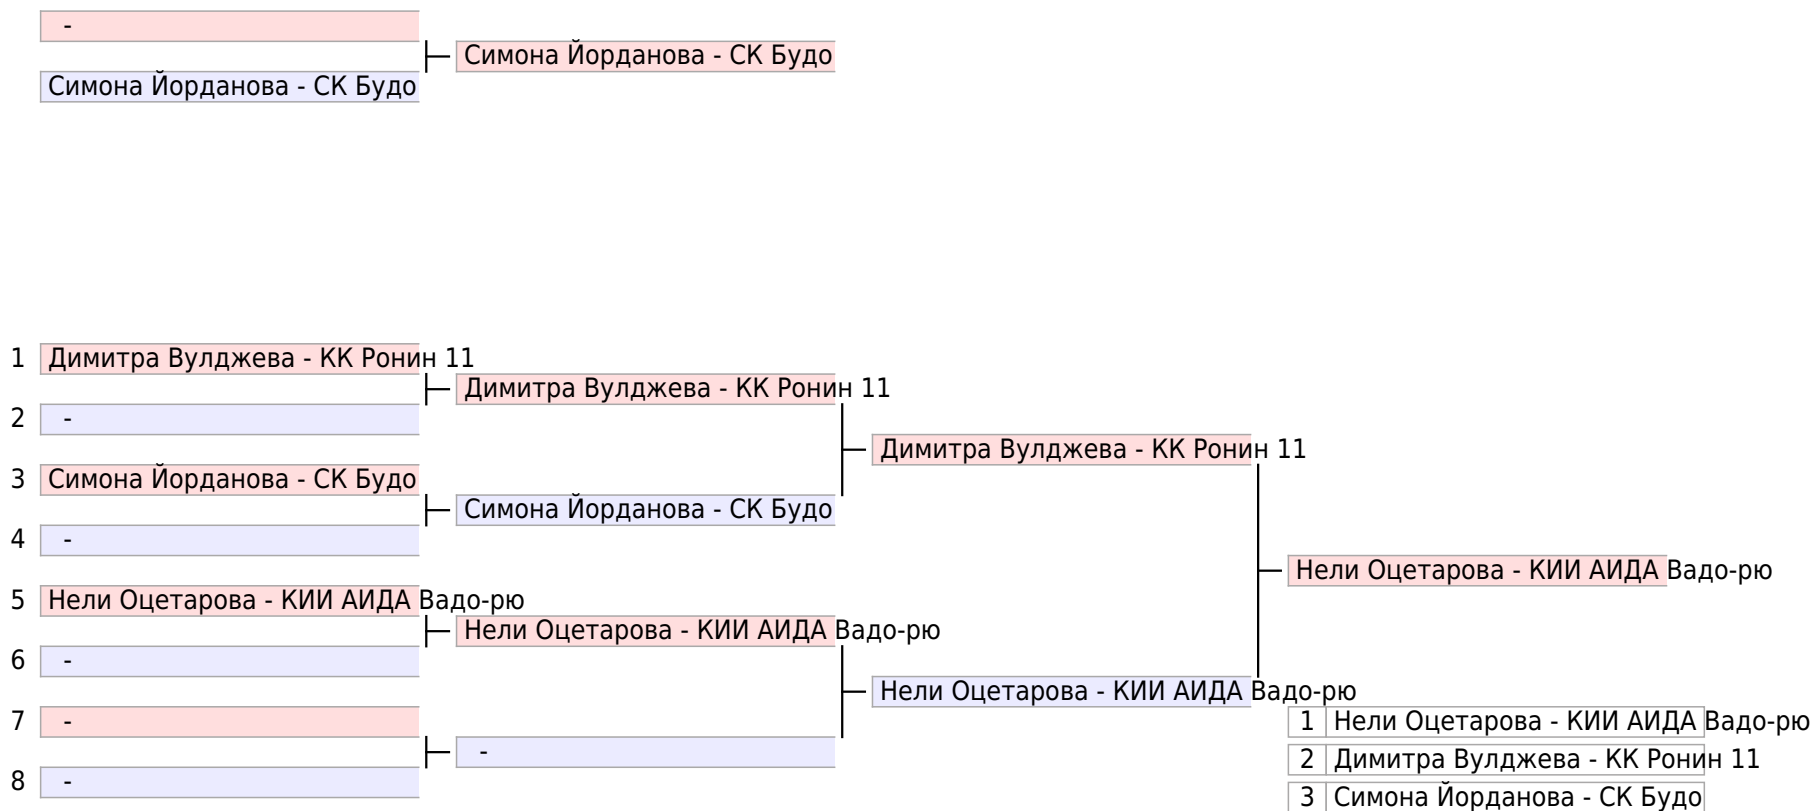 -
Симона Йорданова - СК Будо
Симона Йорданова - СК Будо
1 Димитра Вулджева - КК Ронин 11
Димитра Вулджева - КК Ронин 11
2 -
Димитра Вулджева - КК Ронин 11
3 Симона Йорданова - СК Будо
Симона Йорданова - СК Будо
4 -
Нели Оцетарова - КИИ АИДА Вадо-рю
5 Нели Оцетарова - КИИ АИДА Вадо-рю
Нели Оцетарова - КИИ АИДА Вадо-рю
6 -
Нели Оцетарова - КИИ АИДА Вадо-рю
7 -
-
8 -
1 Нели Оцетарова - КИИ АИДА Вадо-рю
2 Димитра Вулджева - КК Ронин 11
3 Симона Йорданова - СК Будо